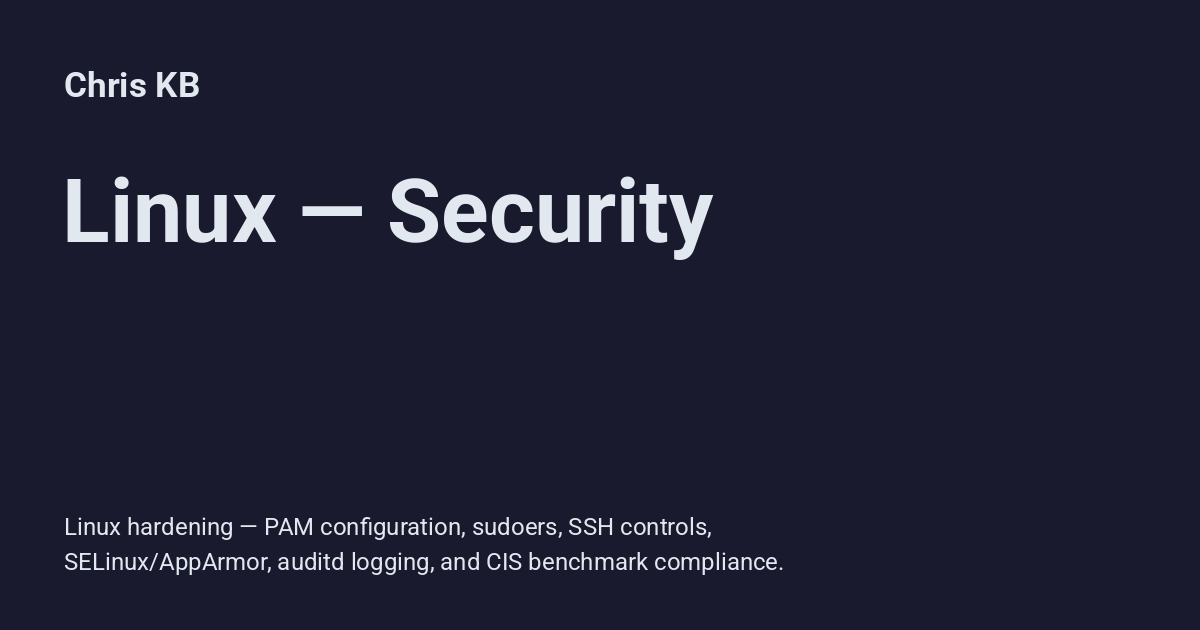 Chris KB
Linux — Security
Linux hardening — PAM configuration, sudoers, SSH controls,
SELinux/AppArmor, auditd logging, and CIS benchmark compliance.